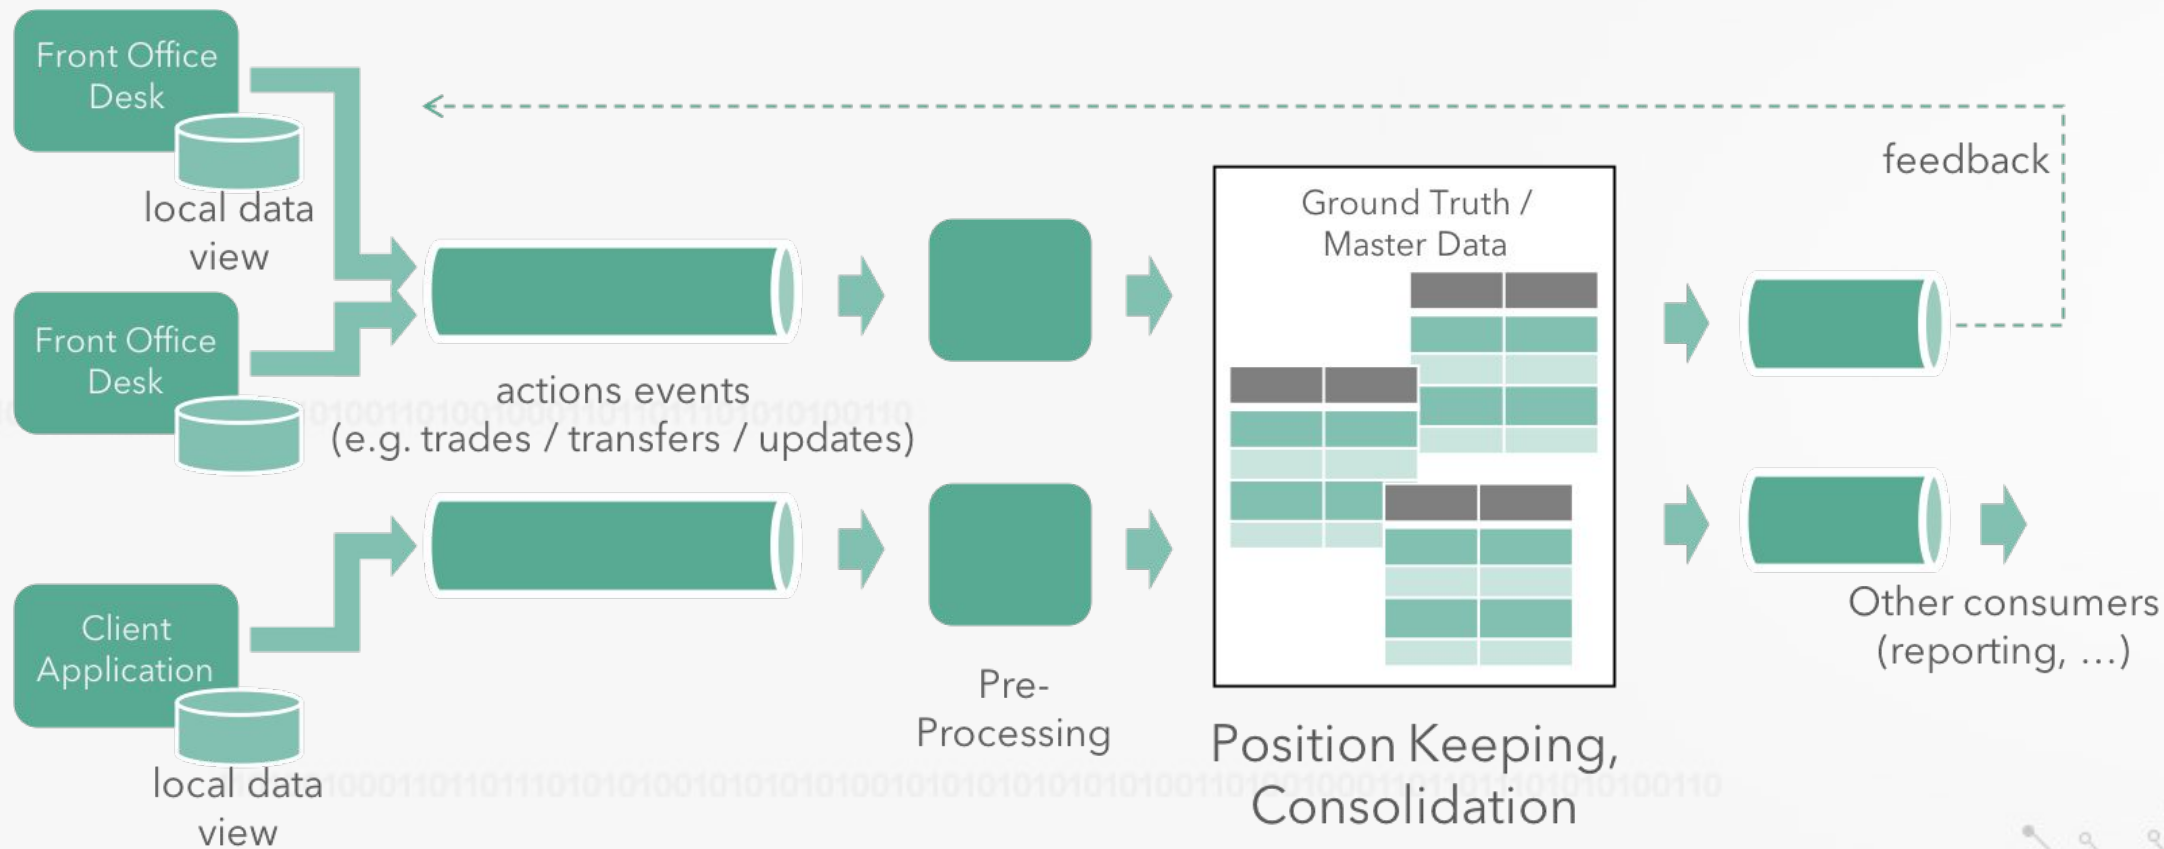 Front Office
Desk
local data
view
Front Office
Desk
actions events
(e.g. trades / transfers / updates)
Client
Application
local data
view
Pre-
Processing
Ground Truth /
Master Data
Position Keeping,
Consolidation
feedback
Other consumers
(reporting, ...)